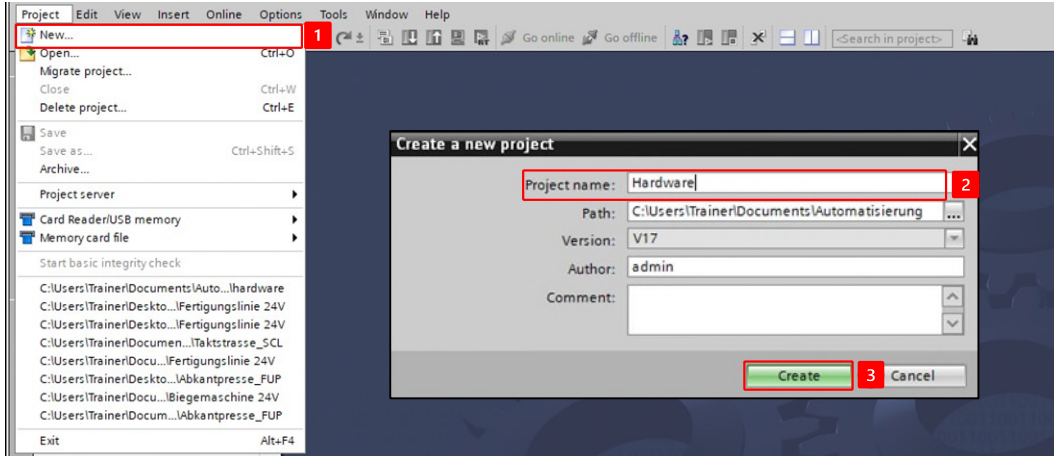 Project Edit View Insert Online Options Tools Window Help
New... 1
Go online Go offline <Search in project>
Open... Ctrl+O
Migrate project...
Close Ctrl+W
Delete project... Ctrl+E
Save
Save as... Ctrl+Shift+S
Archive...
Project server
Card Reader/USB memory
Memory card file
Start basic integrity check
C:\Users\Trainer\Documents\Auto...\hardware
C:\Users\Trainer\Deskto...\Fertigungslinie 24V
C:\Users\Trainer\Deskto...\Fertigungslinie 24V
C:\Users\Trainer\Documen...\Taktstrasse_SCL
C:\Users\Trainer\Docu...\Fertigungslinie 24V
C:\Users\Trainer\Deskto...\Abkantpresse_FUP
C:\Users\Trainer\Docu...\Biegemaschine 24V
C:\Users\Trainer\Docum...\Abkantpresse_FUP
Exit Alt+F4
Create a new project
Project name: Hardware 2
Path: C:\Users\Trainer\Documents\Automatisierung ...
Version: V17
Author: admin
Comment:
Create 3 Cancel